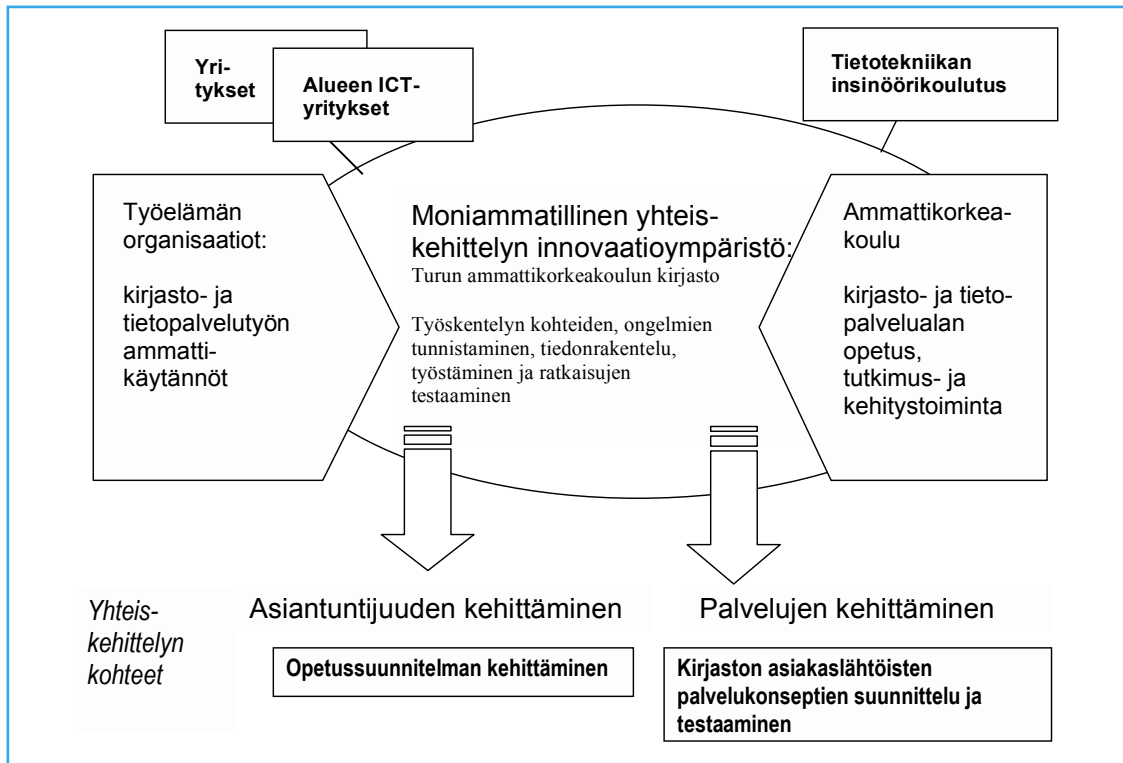 Yri-
tykset
Alueen ICT-
yritykset
Tietotekniikan
insinöörikoulutus
Työelämän
organisaatiot:
kirjasto- ja
tietopalvelutyön
ammatti-
käytännöt
Moniammatillinen yhteis-
kehittelyn innovaatioympäristö:
Turun ammattikorkeakoulun kirjasto
Työskentelyn kohteiden, ongelmien
tunnistaminen, tiedonrakentelu,
työstäminen ja ratkaisujen
testaaminen
Ammattikorkea-
koulu
kirjasto- ja tieto-
palvelualan
opetus,
tutkimus- ja
kehitystoiminta
Yhteis-
kehittelyn
kohteet
Asiantuntijuuden kehittäminen
Opetussuunnitelman kehittäminen
Palvelujen kehittäminen
Kirjaston asiakaslähtöisten
palvelukonseptien suunnittelu ja
testaaminen